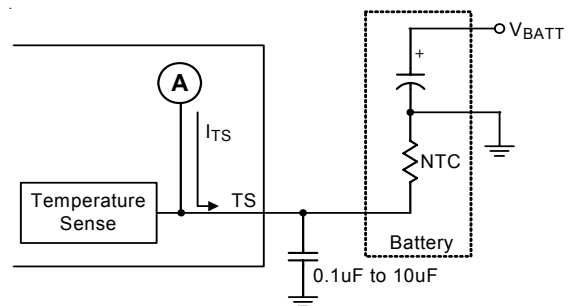 V_BATT
+
A
I_TS
NTC
Temperature
Sense
TS
Battery
0.1uF to 10uF